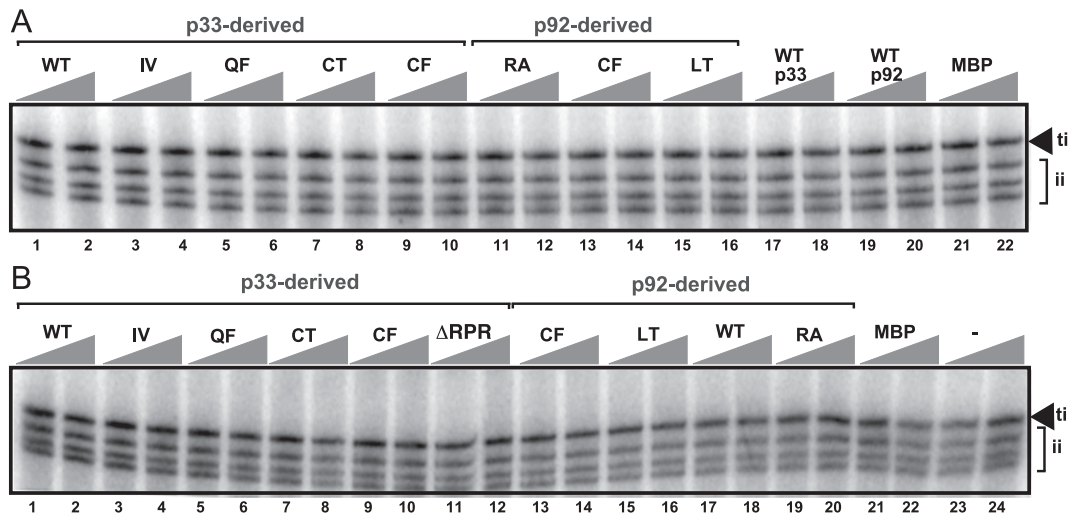 A
p33-derived p92-derived
WT IV QF CT CF RA CF LT WT p33 WT p92 MBP
ti
ii
1 2 3 4 5 6 7 8 9 10 11 12 13 14 15 16 17 18 19 20 21 22
B
p33-derived p92-derived
WT IV QF CT CF ΔRPR CF LT WT RA MBP -
ti
ii
1 2 3 4 5 6 7 8 9 10 11 12 13 14 15 16 17 18 19 20 21 22 23 24